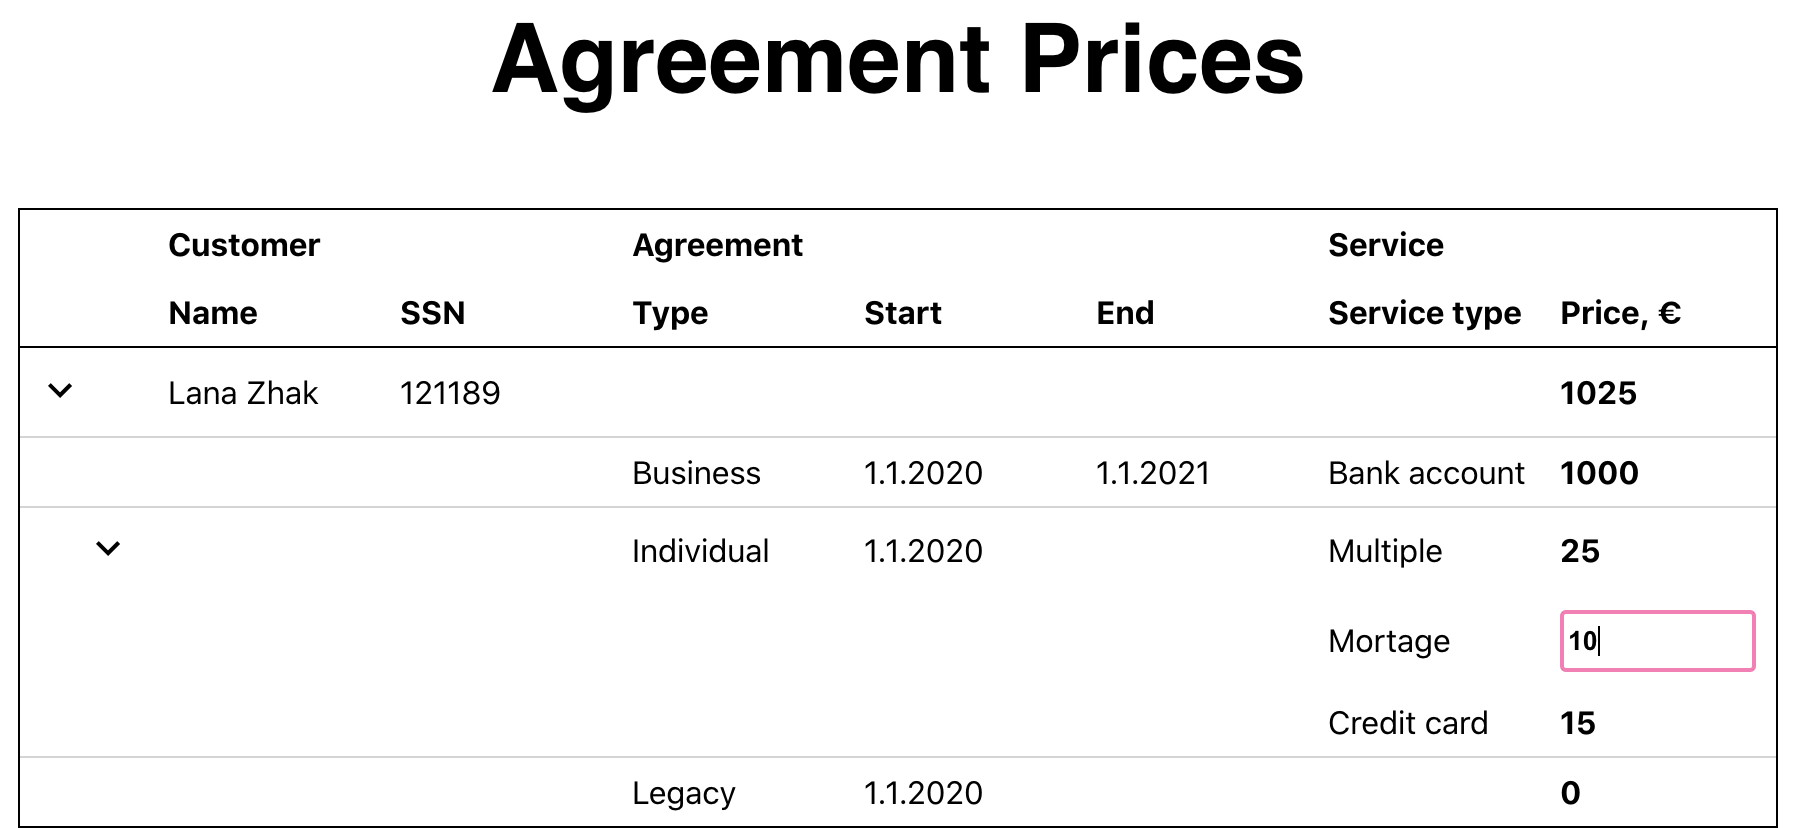 Agreement Prices
Customer Agreement Service
Name SSN Type Start End Service type Price, €
Lana Zhak 121189 1025
Business 1.1.2020 1.1.2021 Bank account 1000
Individual 1.1.2020 Multiple 25
Mortage 10
Credit card 15
Legacy 1.1.2020 0